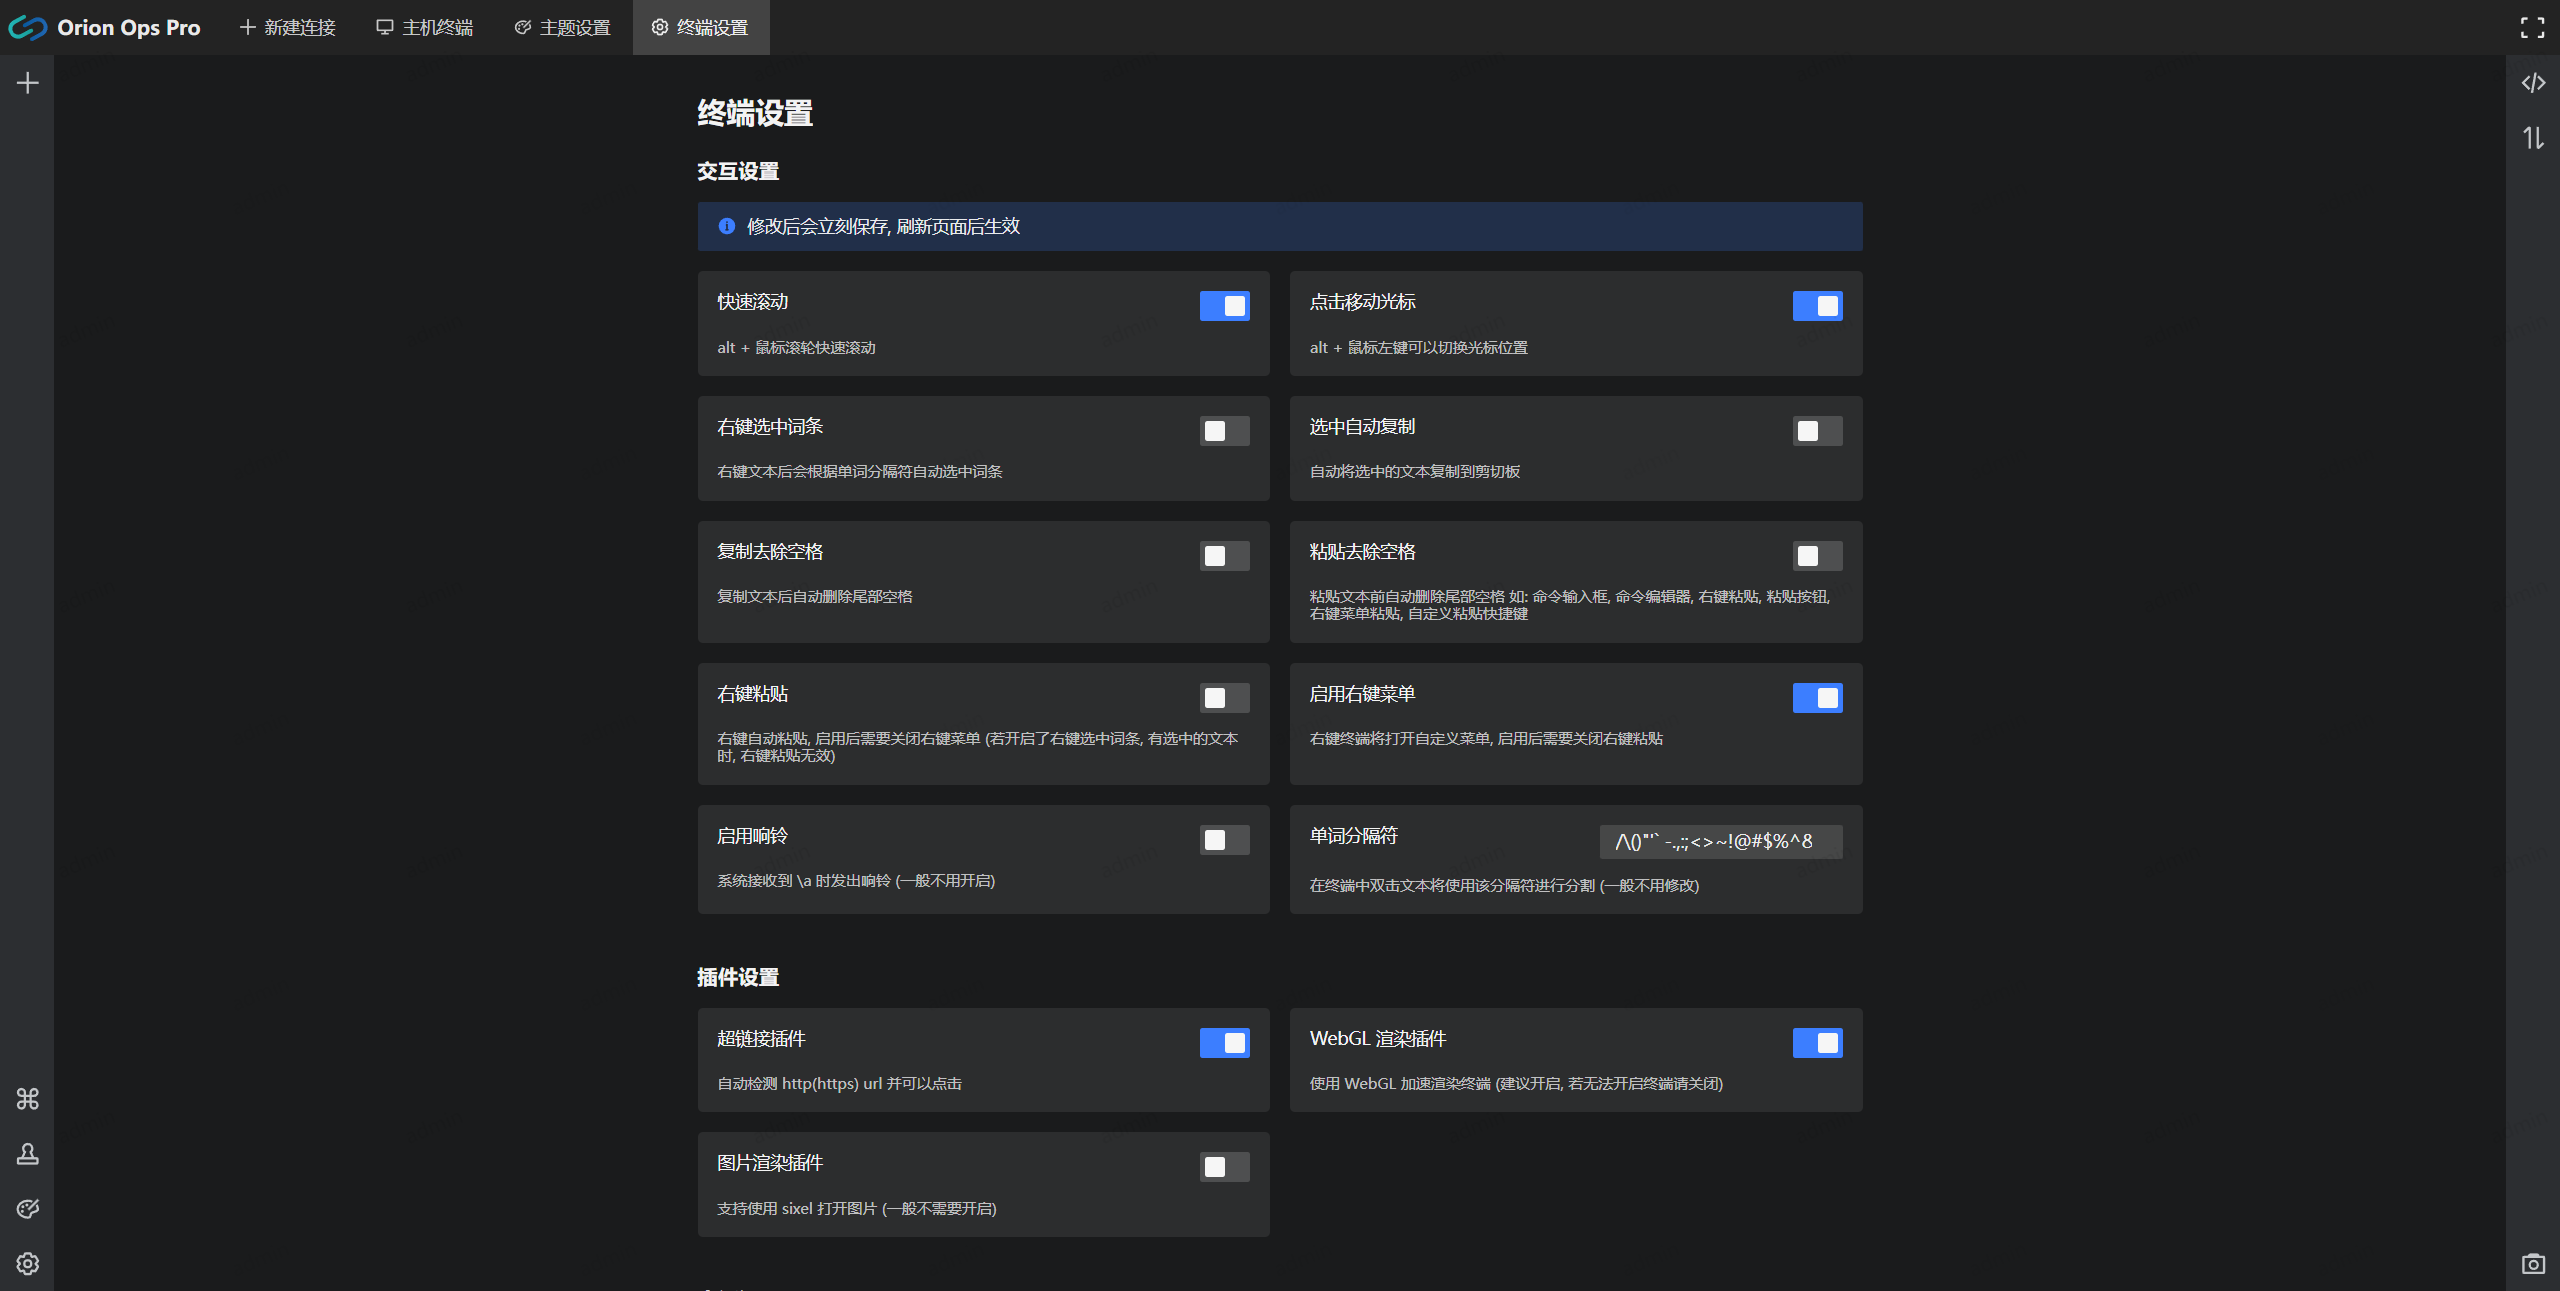 Orion Ops Pro
新建连接
主机终端
主题设置
终端设置
终端设置
交互设置
修改后会立刻保存, 刷新页面后生效
快速滚动
alt + 鼠标滚轮快速滚动
点击移动光标
alt + 鼠标左键可以切换光标位置
右键选中词条
右键文本后会根据单词分隔符自动选中词条
选中自动复制
自动将选中的文本复制到剪切板
复制去除空格
复制文本后自动删除尾部空格
粘贴去除空格
粘贴文本前自动删除尾部空格 如: 命令输入框, 命令编辑器, 右键粘贴, 粘贴按钮,
右键菜单粘贴, 自定义粘贴快捷键
右键粘贴
右键自动粘贴, 启用后需要关闭右键菜单 (若开启了右键选中词条, 有选中的文本
时, 右键粘贴无效)
启用右键菜单
右键终端将打开自定义菜单, 启用后需要关闭右键粘贴
启用响铃
系统接收到 \a 时发出响铃 (一般不用开启)
单词分隔符
/\()"'` -.,:;<>~!@#$%^&
在终端中双击文本将使用该分隔符进行分割 (一般不用修改)
插件设置
超链接插件
自动检测 http(https) url 并可以点击
WebGL 渲染插件
使用 WebGL 加速渲染终端 (建议开启, 若无法开启终端请关闭)
图片渲染插件
支持使用 sixel 打开图片 (一般不需要开启)